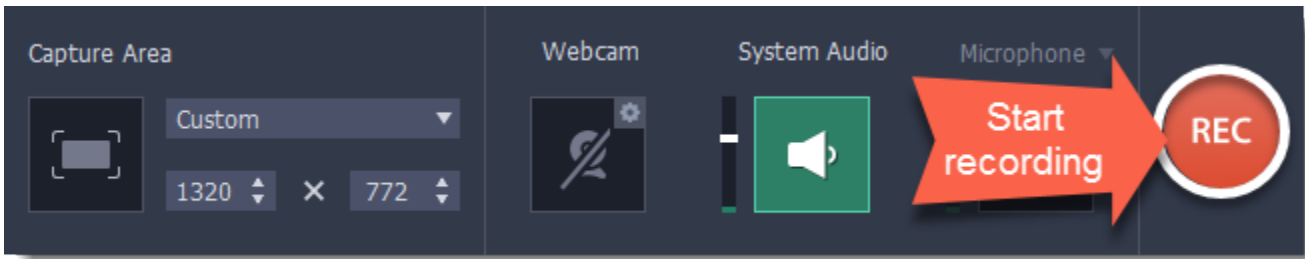 Capture Area
Custom
1320 × 772
Webcam
System Audio
Microphone
Start
recording
REC